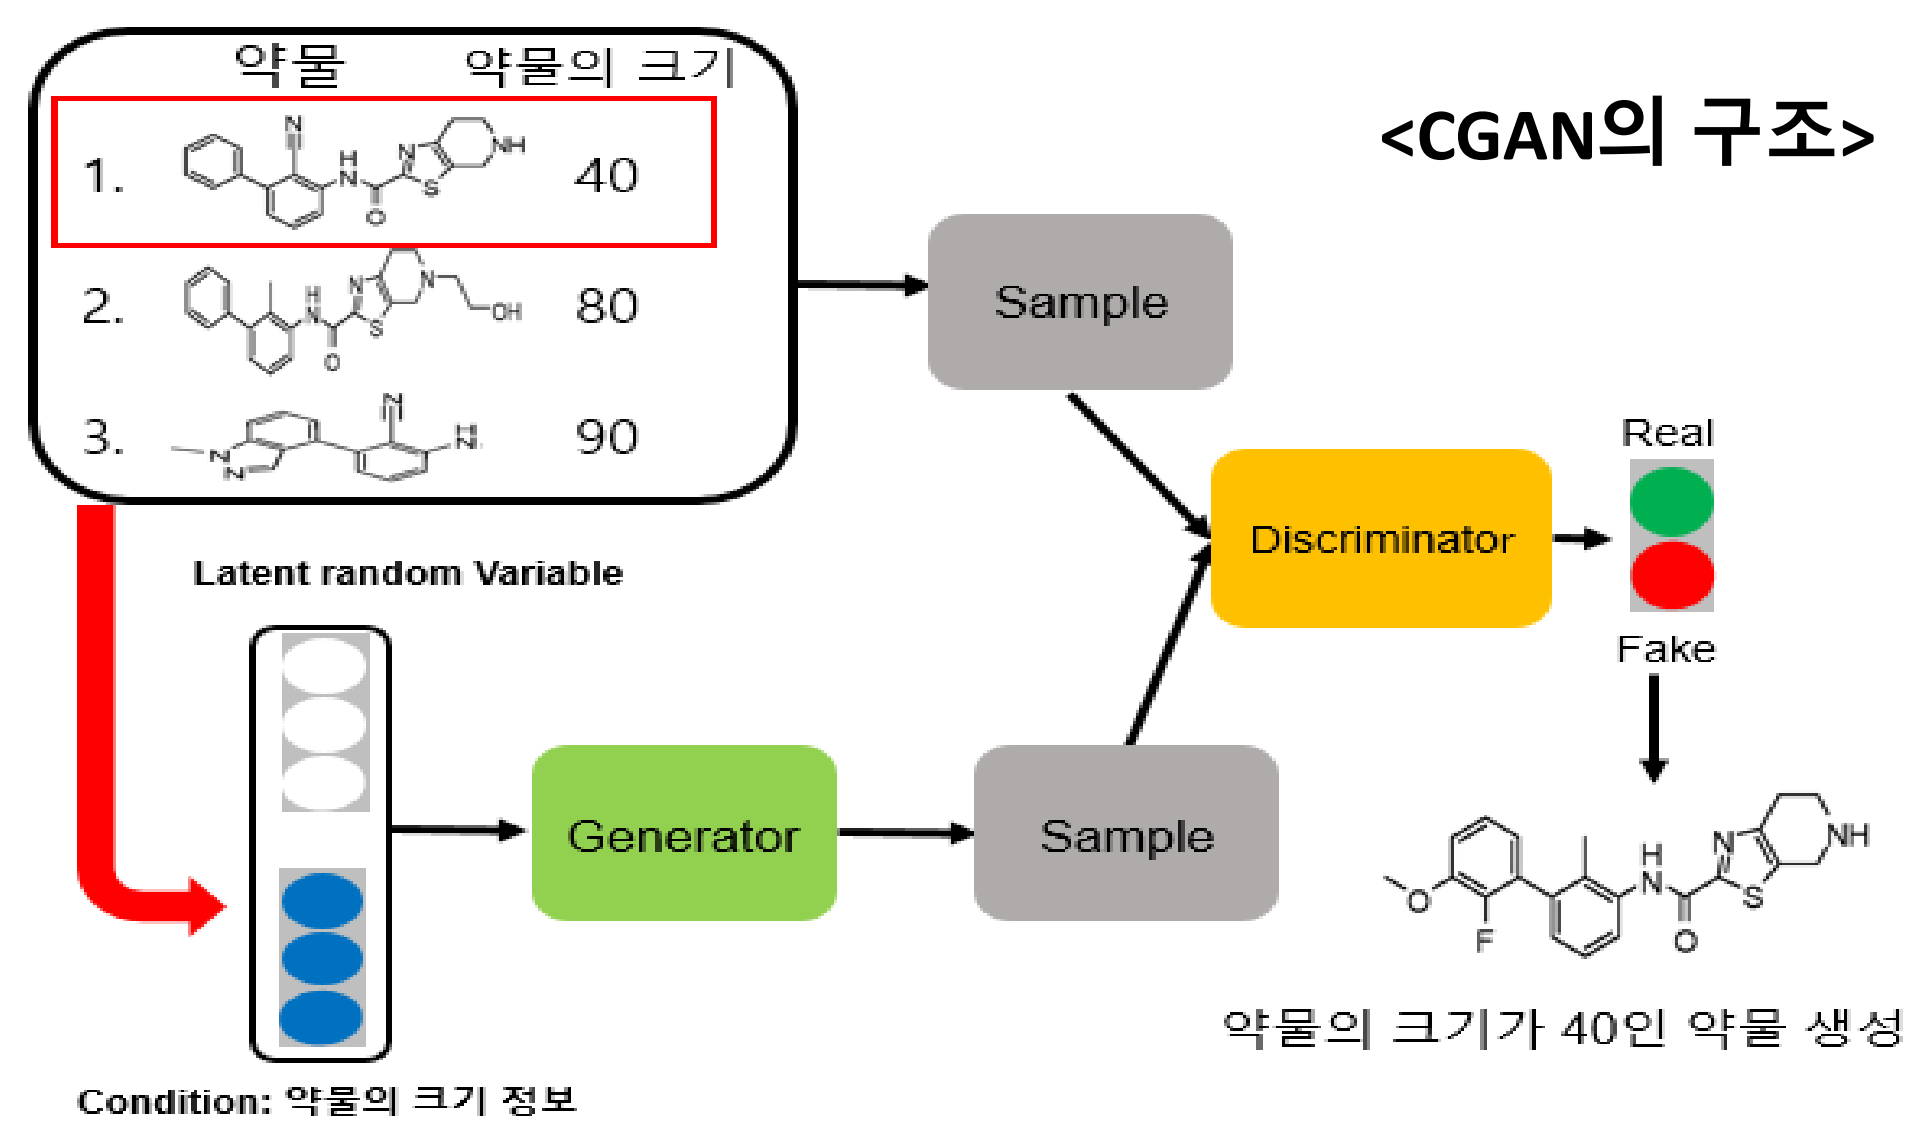 약물 약물의 크기
<CGAN의 구조>
1. N N S H N O NH 40
2. N N S H N O OH 80
3. N N N H N 90
Sample
Real
Discriminator
Fake
Latent random Variable
Generator
Sample
O F H N O N S NH
약물의 크기가 40인 약물 생성
Condition: 약물의 크기 정보